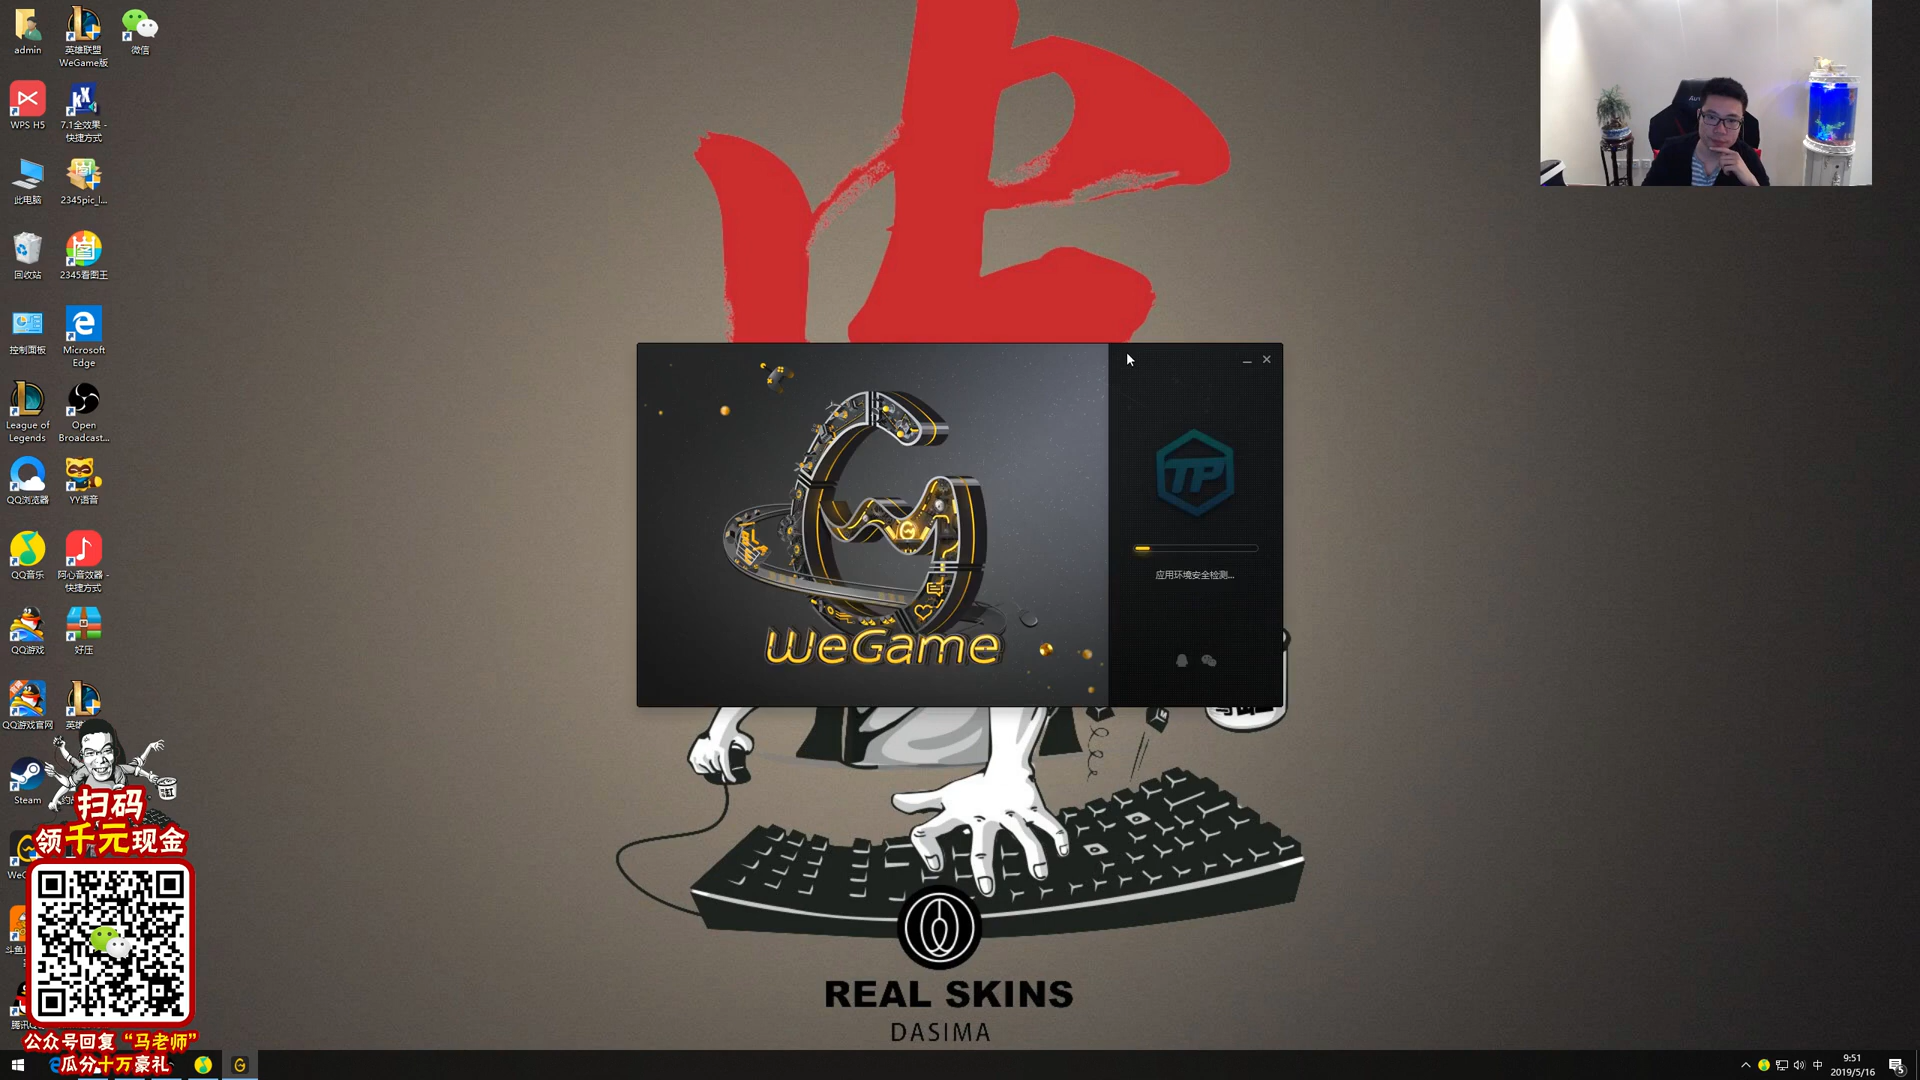 admin
英雄联盟
WeGame版
微信
WPS H5
7.1全效果 -
快捷方式
此电脑
2345pic_l...
回收站
2345看图王
控制面板
Microsoft
Edge
League of
Legends
Open
Broadcast...
QQ浏览器
YY语音
QQ音乐
阿心音效器 -
快捷方式
QQ游戏
好压
QQ游戏官网
Steam
扫码
领千元现金
公众号回复“马老师”
瓜分十万豪礼
TP
应用环境安全检测...
WeGame
REAL SKINS
DASIMA
中
9:51
2019/5/16
5